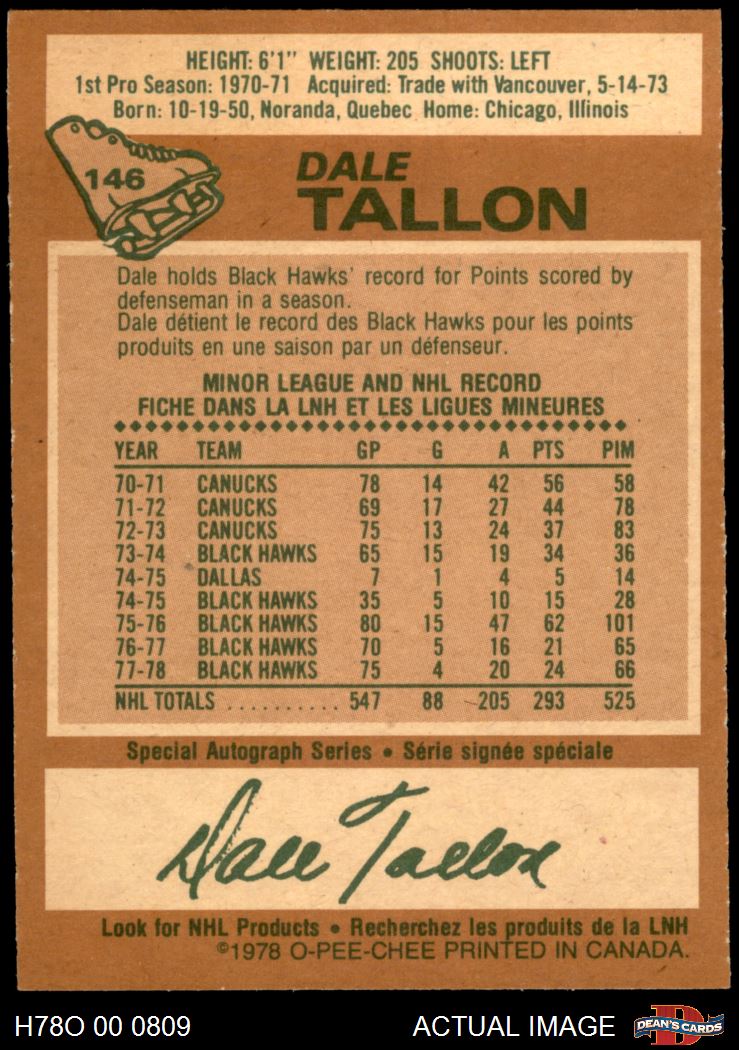 HEIGHT: 6'1" WEIGHT: 205 SHOOTS: LEFT
1st Pro Season: 1970-71 Acquired: Trade with Vancouver, 5-14-73
Born: 10-19-50, Noranda, Quebec Home: Chicago, Illinois
146
DALE
TALLON
Dale holds Black Hawks' record for Points scored by
defenseman in a season.
Dale détient le record des Black Hawks pour les points
produits en une saison par un défenseur.
MINOR LEAGUE AND NHL RECORD
FICHE DANS LA LNH ET LES LIGUES MINEURES
YEAR TEAM GP G A PTS PIM
70-71 CANUCKS 78 14 42 56 58
71-72 CANUCKS 69 17 27 44 78
72-73 CANUCKS 75 13 24 37 83
73-74 BLACK HAWKS 65 15 19 34 36
74-75 DALLAS 7 1 4 5 14
74-75 BLACK HAWKS 35 5 10 15 28
75-76 BLACK HAWKS 80 15 47 62 101
76-77 BLACK HAWKS 70 5 16 21 65
77-78 BLACK HAWKS 75 4 20 24 66
NHL TOTALS .......... 547 88 205 293 525
Special Autograph Series • Série signée spéciale
Dale Tallon
Look for NHL Products • Recherchez les produits de la LNH
©1978 O-PEE-CHEE PRINTED IN CANADA.
H78O 00 0809 ACTUAL IMAGE D DEAN'S CARDS